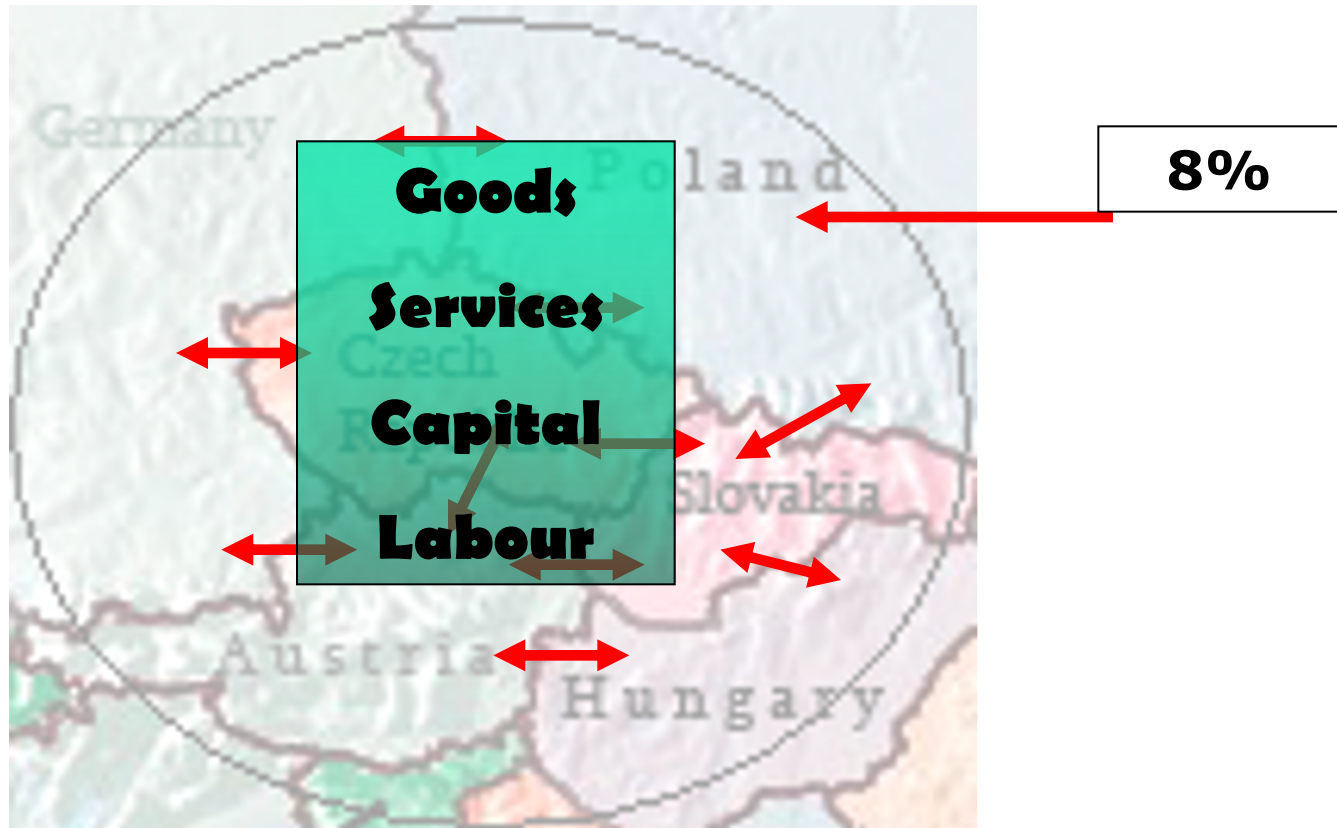 Germany
Poland
8%
Goods
Services
Czech
Republic
Capital
Slovakia
Labour
Austria
Hungary